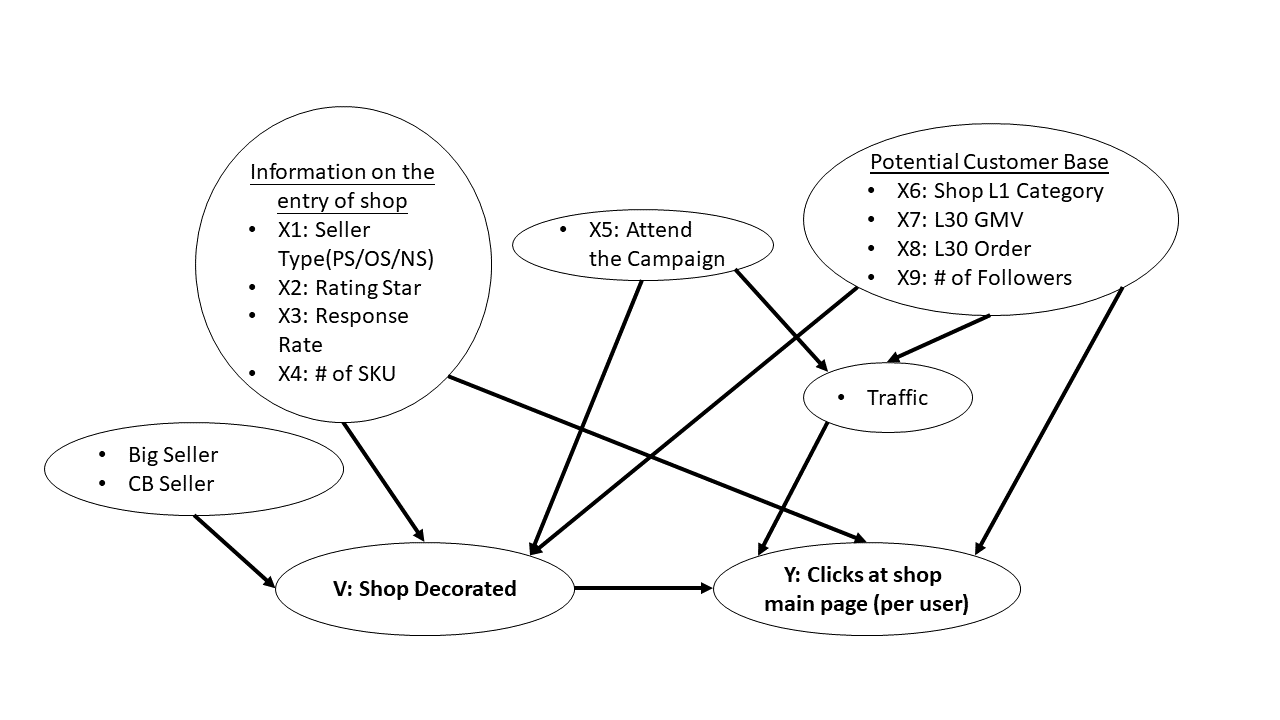 Information on the
entry of shop
• X1: Seller
Type(PS/OS/NS)
• X2: Rating Star
• X3: Response
Rate
• X4: # of SKU
• X5: Attend
the Campaign
Potential Customer Base
• X6: Shop L1 Category
• X7: L30 GMV
• X8: L30 Order
• X9: # of Followers
• Traffic
• Big Seller
• CB Seller
V: Shop Decorated
Y: Clicks at shop
main page (per user)